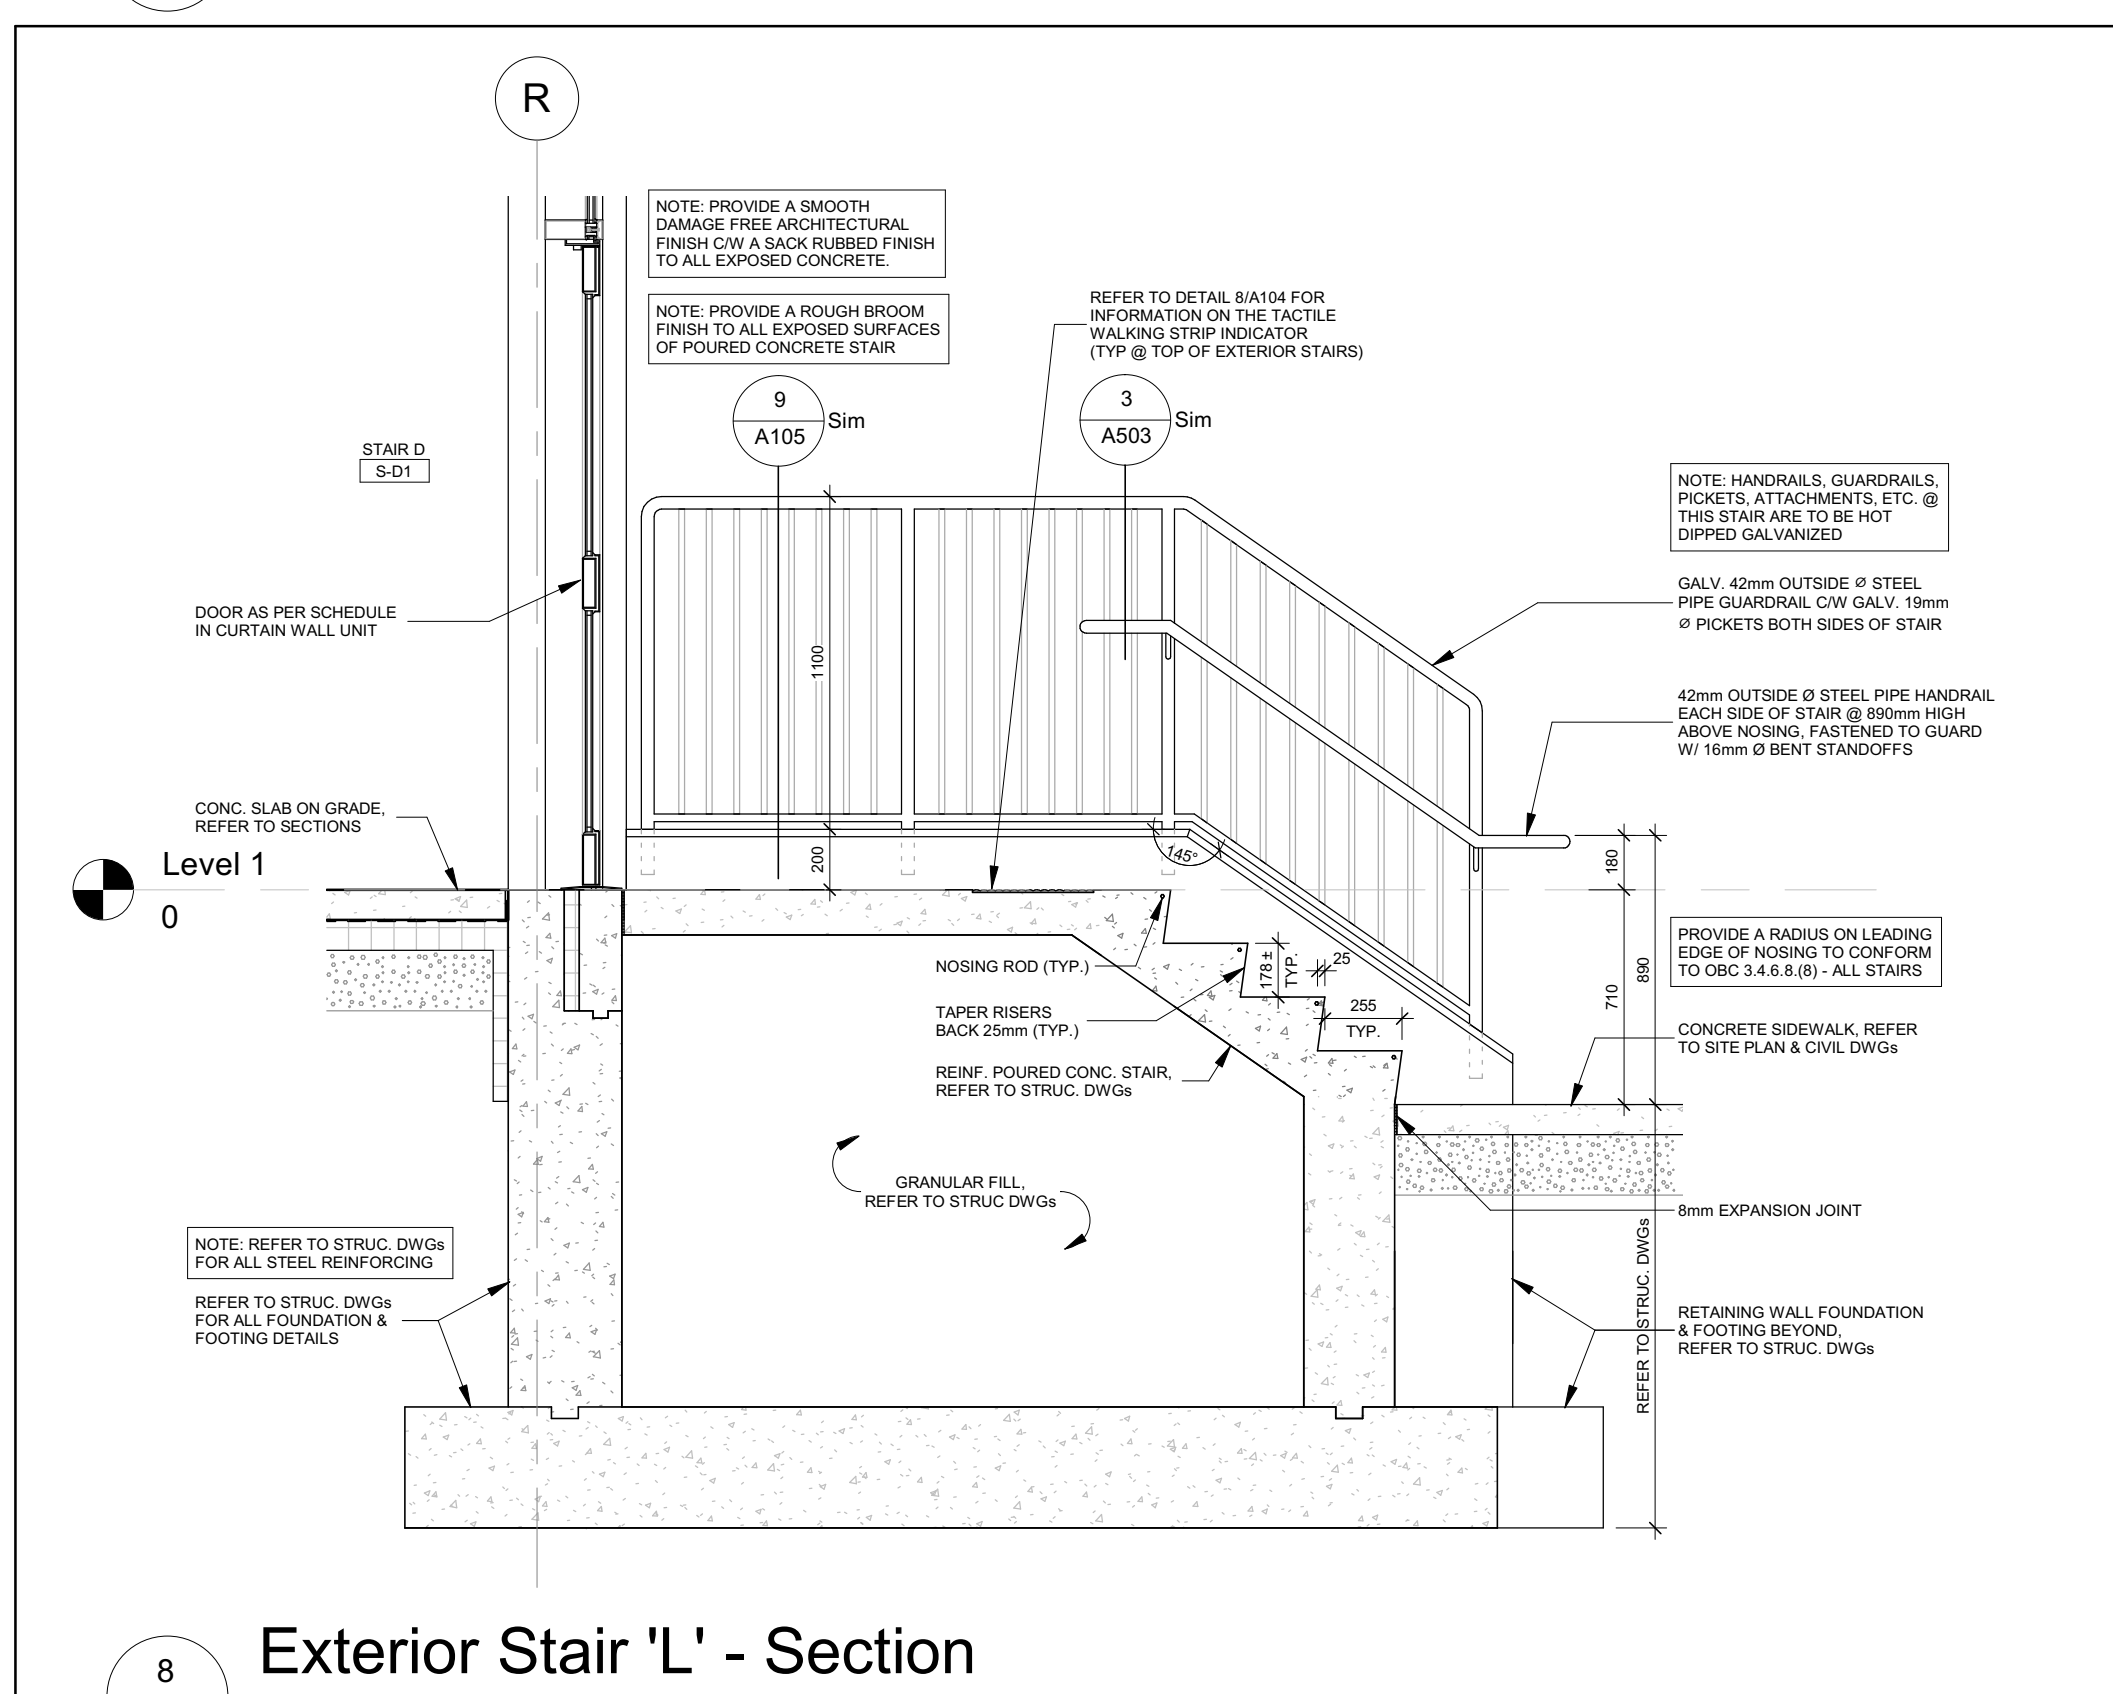 R
NOTE: PROVIDE A SMOOTH
DAMAGE FREE ARCHITECTURAL
FINISH C/W A SACK RUBBED FINISH
TO ALL EXPOSED CONCRETE.
NOTE: PROVIDE A ROUGH BROOM
FINISH TO ALL EXPOSED SURFACES
OF POURED CONCRETE STAIR
REFER TO DETAIL 8/A104 FOR
INFORMATION ON THE TACTILE
WALKING STRIP INDICATOR
(TYP @ TOP OF EXTERIOR STAIRS)
9
A105
Sim
3
A503
Sim
STAIR D
S-D1
NOTE: HANDRAILS, GUARDRAILS,
PICKETS, ATTACHMENTS, ETC. @
THIS STAIR ARE TO BE HOT
DIPPED GALVANIZED
GALV. 42mm OUTSIDE Ø STEEL
PIPE GUARDRAIL C/W GALV. 19mm
Ø PICKETS BOTH SIDES OF STAIR
DOOR AS PER SCHEDULE
IN CURTAIN WALL UNIT
1100
42mm OUTSIDE Ø STEEL PIPE HANDRAIL
EACH SIDE OF STAIR @ 890mm HIGH
ABOVE NOSING, FASTENED TO GUARD
W/ 16mm Ø BENT STANDOFFS
CONC. SLAB ON GRADE,
REFER TO SECTIONS
Level 1
0
200
145°
180
710
890
PROVIDE A RADIUS ON LEADING
EDGE OF NOSING TO CONFORM
TO OBC 3.4.6.8.(8) - ALL STAIRS
NOSING ROD (TYP.)
178 ±
TYP.
25
255
TYP.
TAPER RISERS
BACK 25mm (TYP.)
CONCRETE SIDEWALK, REFER
TO SITE PLAN & CIVIL DWGs
REINF. POURED CONC. STAIR,
REFER TO STRUC. DWGs
GRANULAR FILL,
REFER TO STRUC DWGs
8mm EXPANSION JOINT
NOTE: REFER TO STRUC. DWGs
FOR ALL STEEL REINFORCING
REFER TO STRUC. DWGs
FOR ALL FOUNDATION &
FOOTING DETAILS
REFER TO STRUC. DWGs
RETAINING WALL FOUNDATION
& FOOTING BEYOND,
REFER TO STRUC. DWGs
8
Exterior Stair 'L' - Section